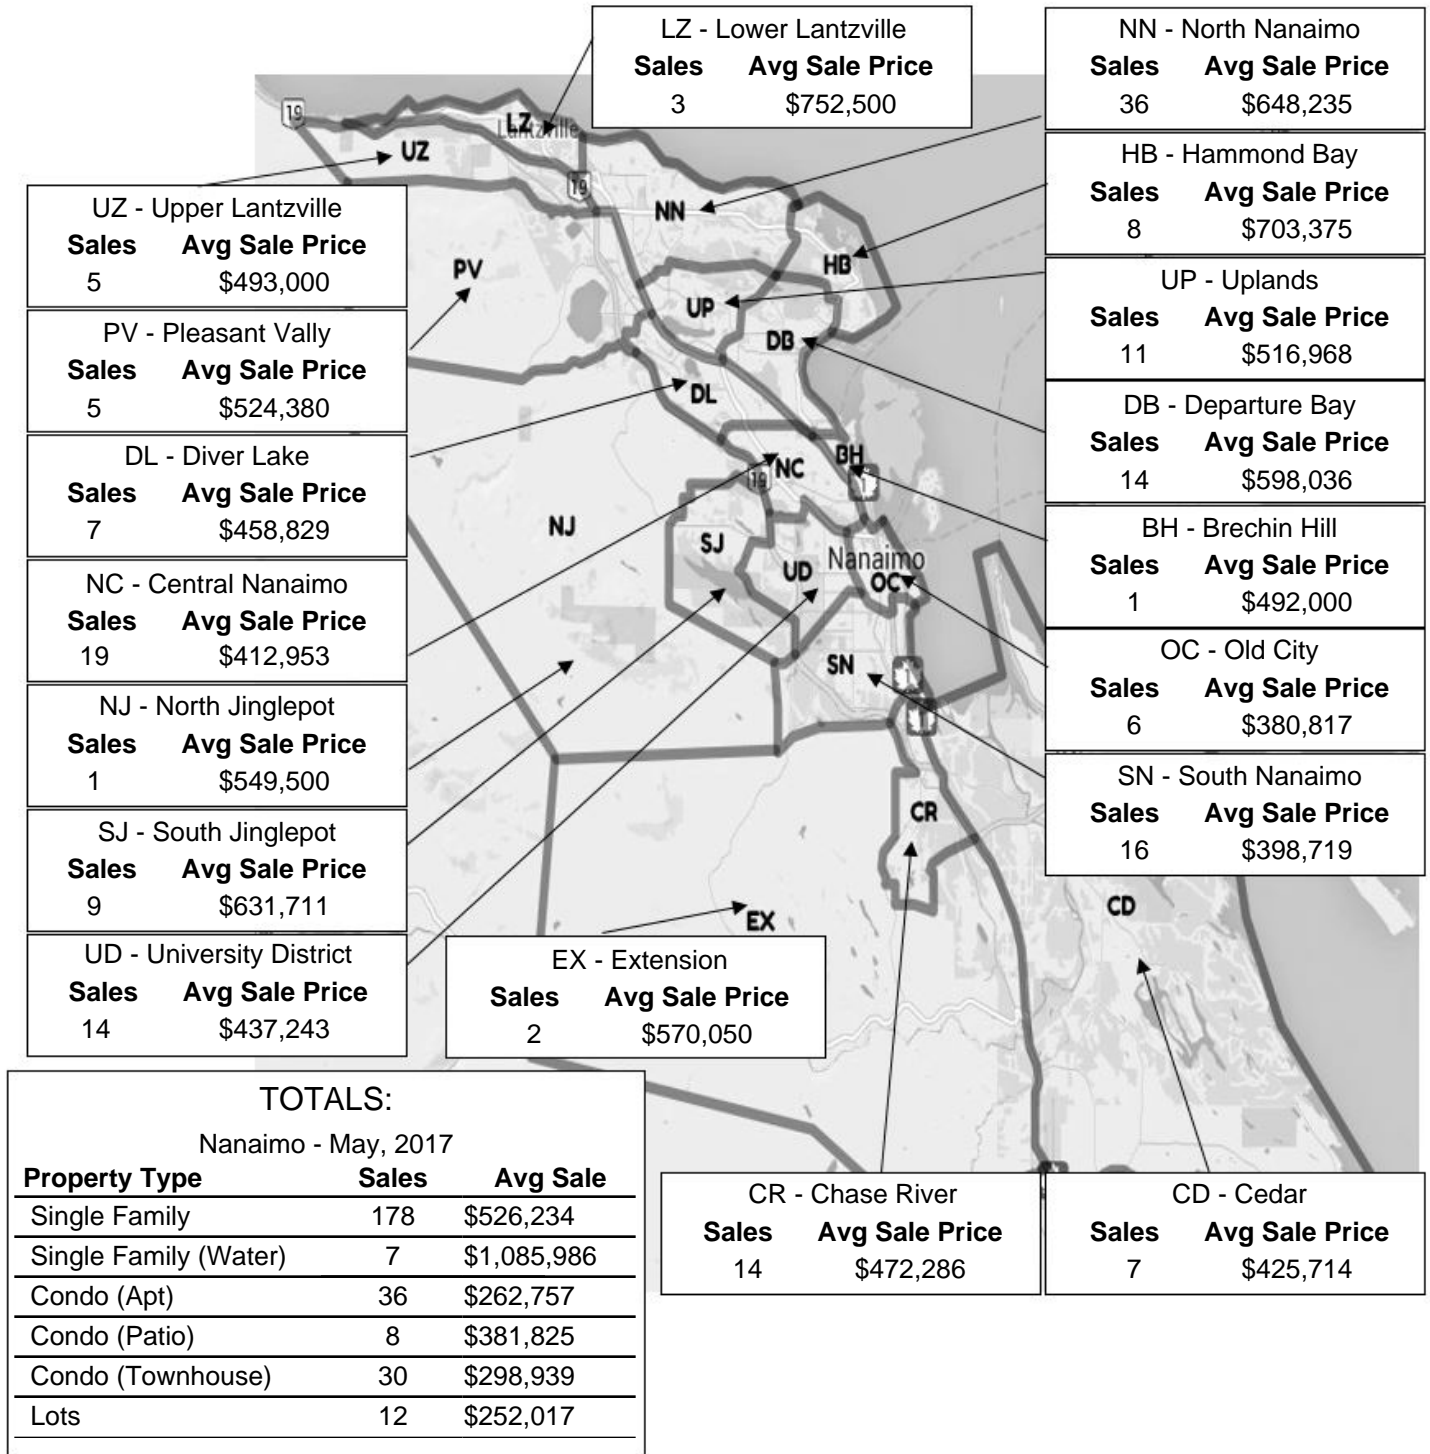 LZ - Lower Lantzville
Sales Avg Sale Price
3 $752,500
NN - North Nanaimo
Sales Avg Sale Price
36 $648,235
HB - Hammond Bay
Sales Avg Sale Price
8 $703,375
UP - Uplands
Sales Avg Sale Price
11 $516,968
DB - Departure Bay
Sales Avg Sale Price
14 $598,036
BH - Brechin Hill
Sales Avg Sale Price
1 $492,000
OC - Old City
Sales Avg Sale Price
6 $380,817
SN - South Nanaimo
Sales Avg Sale Price
16 $398,719
UZ - Upper Lantzville
Sales Avg Sale Price
5 $493,000
PV - Pleasant Vally
Sales Avg Sale Price
5 $524,380
DL - Diver Lake
Sales Avg Sale Price
7 $458,829
NC - Central Nanaimo
Sales Avg Sale Price
19 $412,953
NJ - North Jinglepot
Sales Avg Sale Price
1 $549,500
SJ - South Jinglepot
Sales Avg Sale Price
9 $631,711
UD - University District
Sales Avg Sale Price
14 $437,243
EX - Extension
Sales Avg Sale Price
2 $570,050
CR - Chase River
Sales Avg Sale Price
14 $472,286
CD - Cedar
Sales Avg Sale Price
7 $425,714
19
LZ
Lantzville
UZ
19
NN
PV
HB
UP
DB
DL
BH
NC
19
1
NJ
SJ
Nanaimo
UD
OC
SN
1
1
CR
CD
EX
TOTALS:
Nanaimo - May, 2017
Property Type Sales Avg Sale
Single Family 178 $526,234
Single Family (Water) 7 $1,085,986
Condo (Apt) 36 $262,757
Condo (Patio) 8 $381,825
Condo (Townhouse) 30 $298,939
Lots 12 $252,017